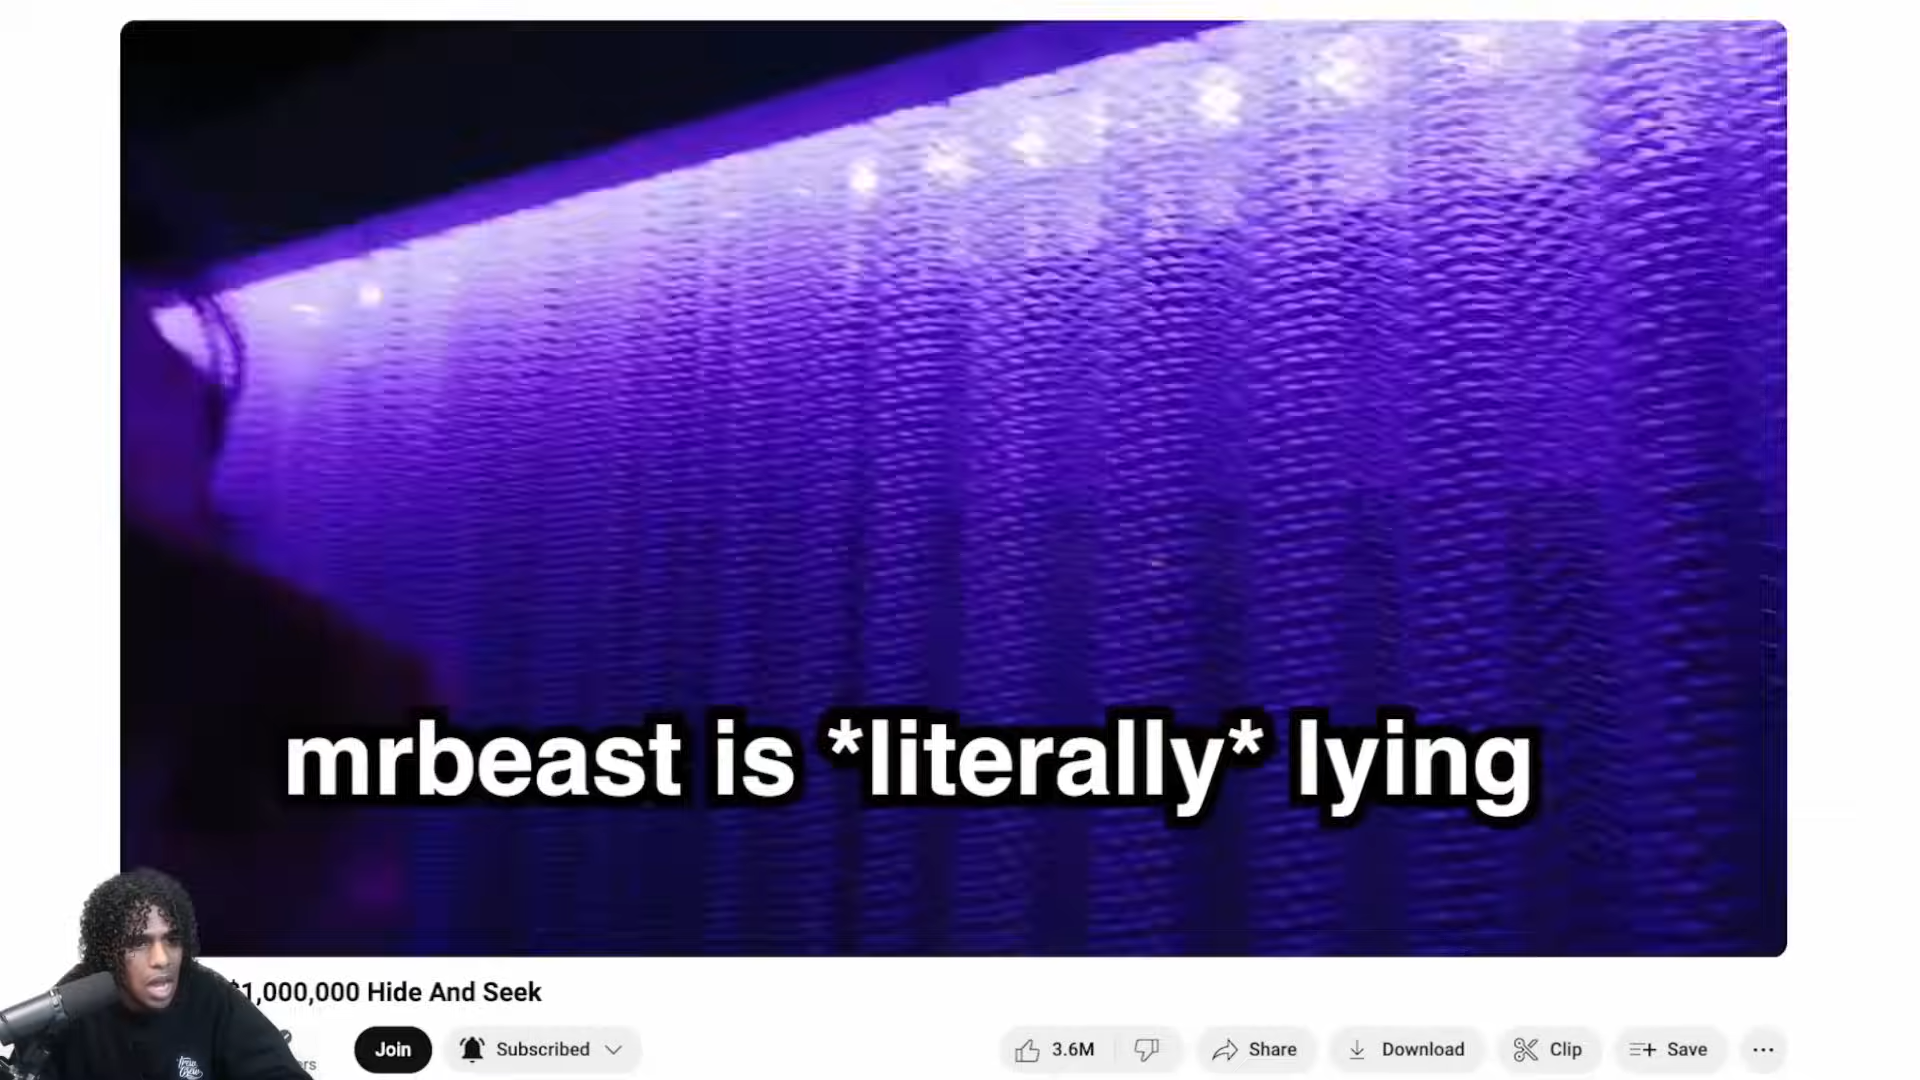 mrbeast is *literally* lying
$1,000,000 Hide And Seek
Join
Subscribed
3.6M
Share
Download
Clip
Save